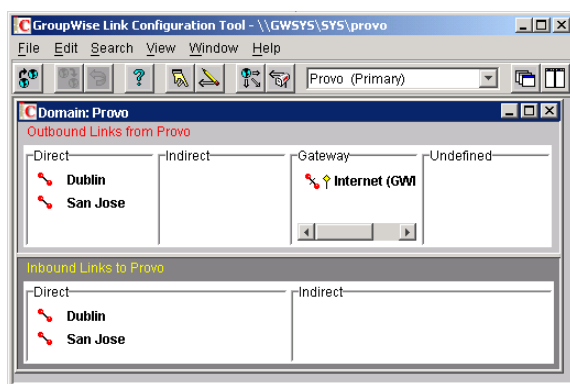 GroupWise Link Configuration Tool - \\GWSYS\SYS\provo
File Edit Search View Window Help
Provo (Primary)
Domain: Provo
Outbound Links from Provo
Direct Indirect Gateway Undefined
Dublin Internet (GWI
San Jose
Inbound Links to Provo
Direct Indirect
Dublin
San Jose